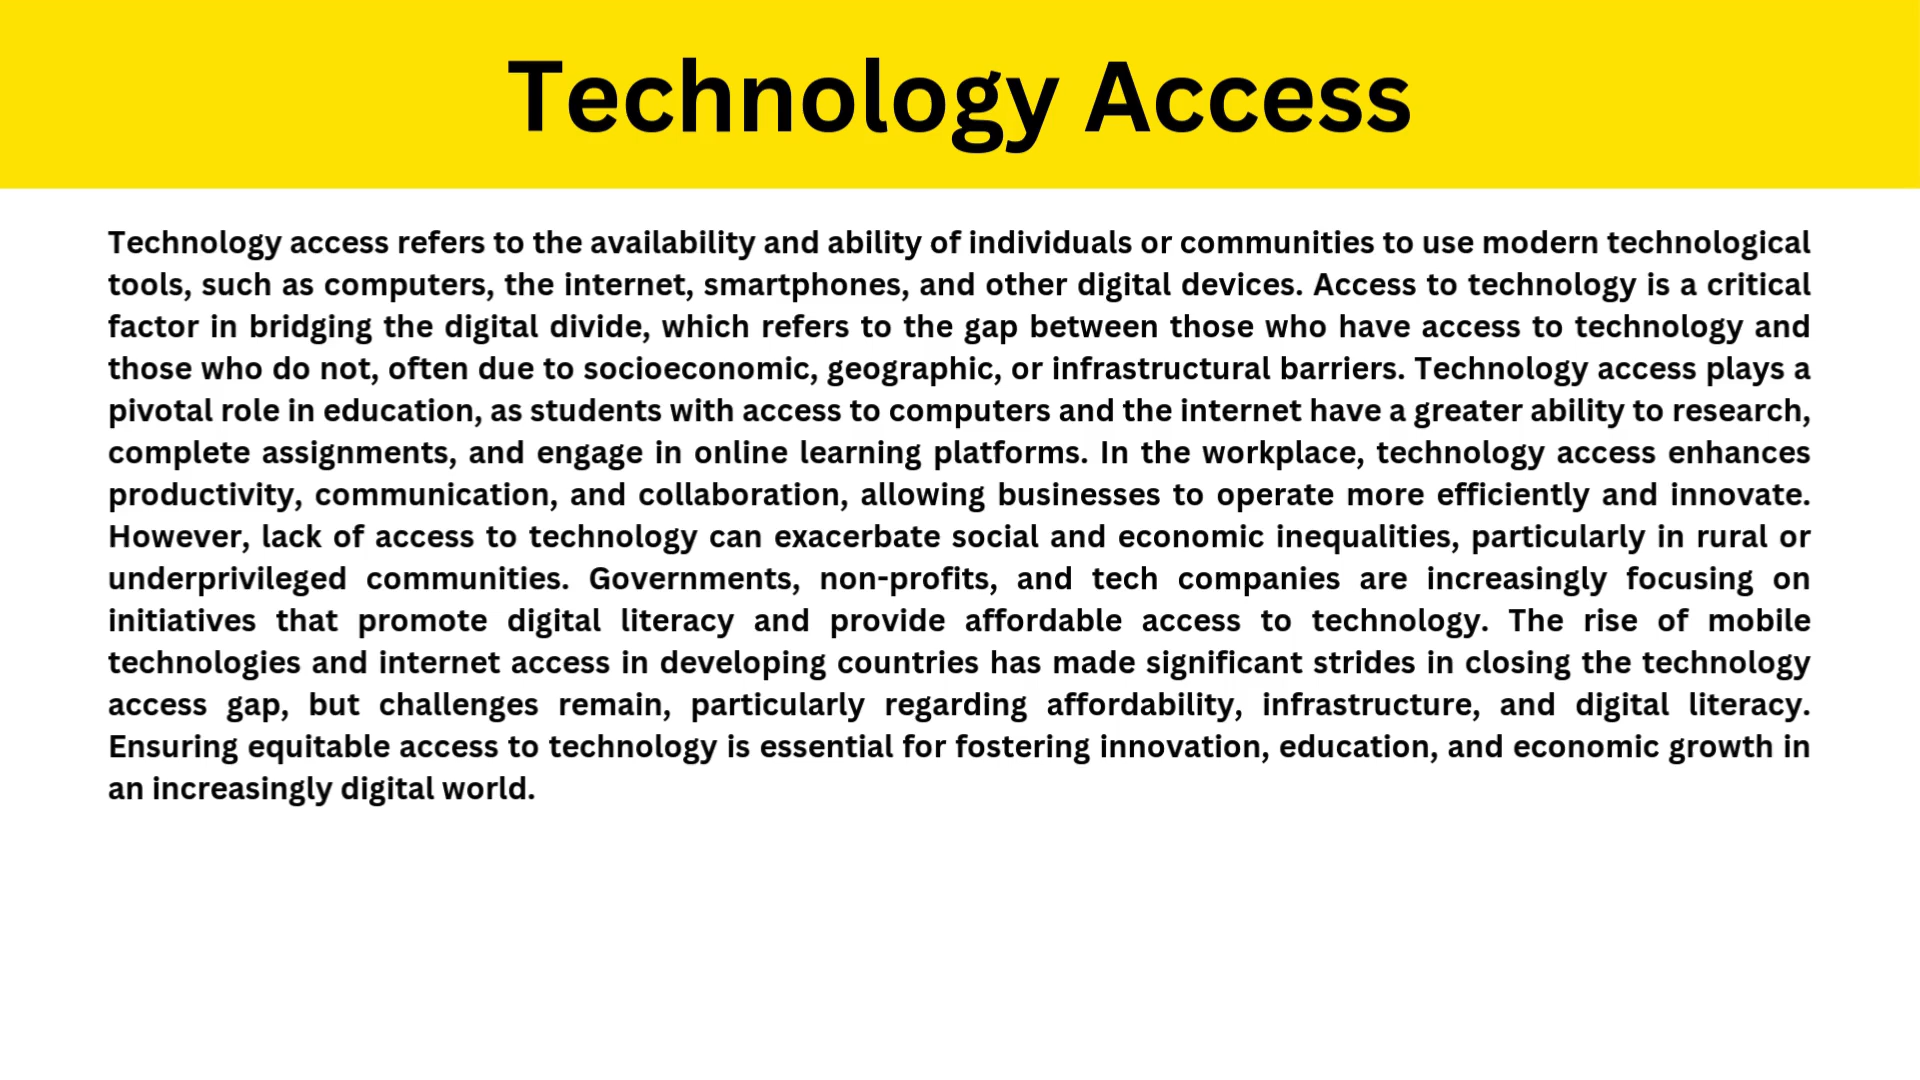 Technology Access
Technology access refers to the availability and ability of individuals or communities to use modern technological
tools, such as computers, the internet, smartphones, and other digital devices. Access to technology is a critical
factor in bridging the digital divide, which refers to the gap between those who have access to technology and
those who do not, often due to socioeconomic, geographic, or infrastructural barriers. Technology access plays a
pivotal role in education, as students with access to computers and the internet have a greater ability to research,
complete assignments, and engage in online learning platforms. In the workplace, technology access enhances
productivity, communication, and collaboration, allowing businesses to operate more efficiently and innovate.
However, lack of access to technology can exacerbate social and economic inequalities, particularly in rural or
underprivileged communities. Governments, non-profits, and tech companies are increasingly focusing on
initiatives that promote digital literacy and provide affordable access to technology. The rise of mobile
technologies and internet access in developing countries has made significant strides in closing the technology
access gap, but challenges remain, particularly regarding affordability, infrastructure, and digital literacy.
Ensuring equitable access to technology is essential for fostering innovation, education, and economic growth in
an increasingly digital world.